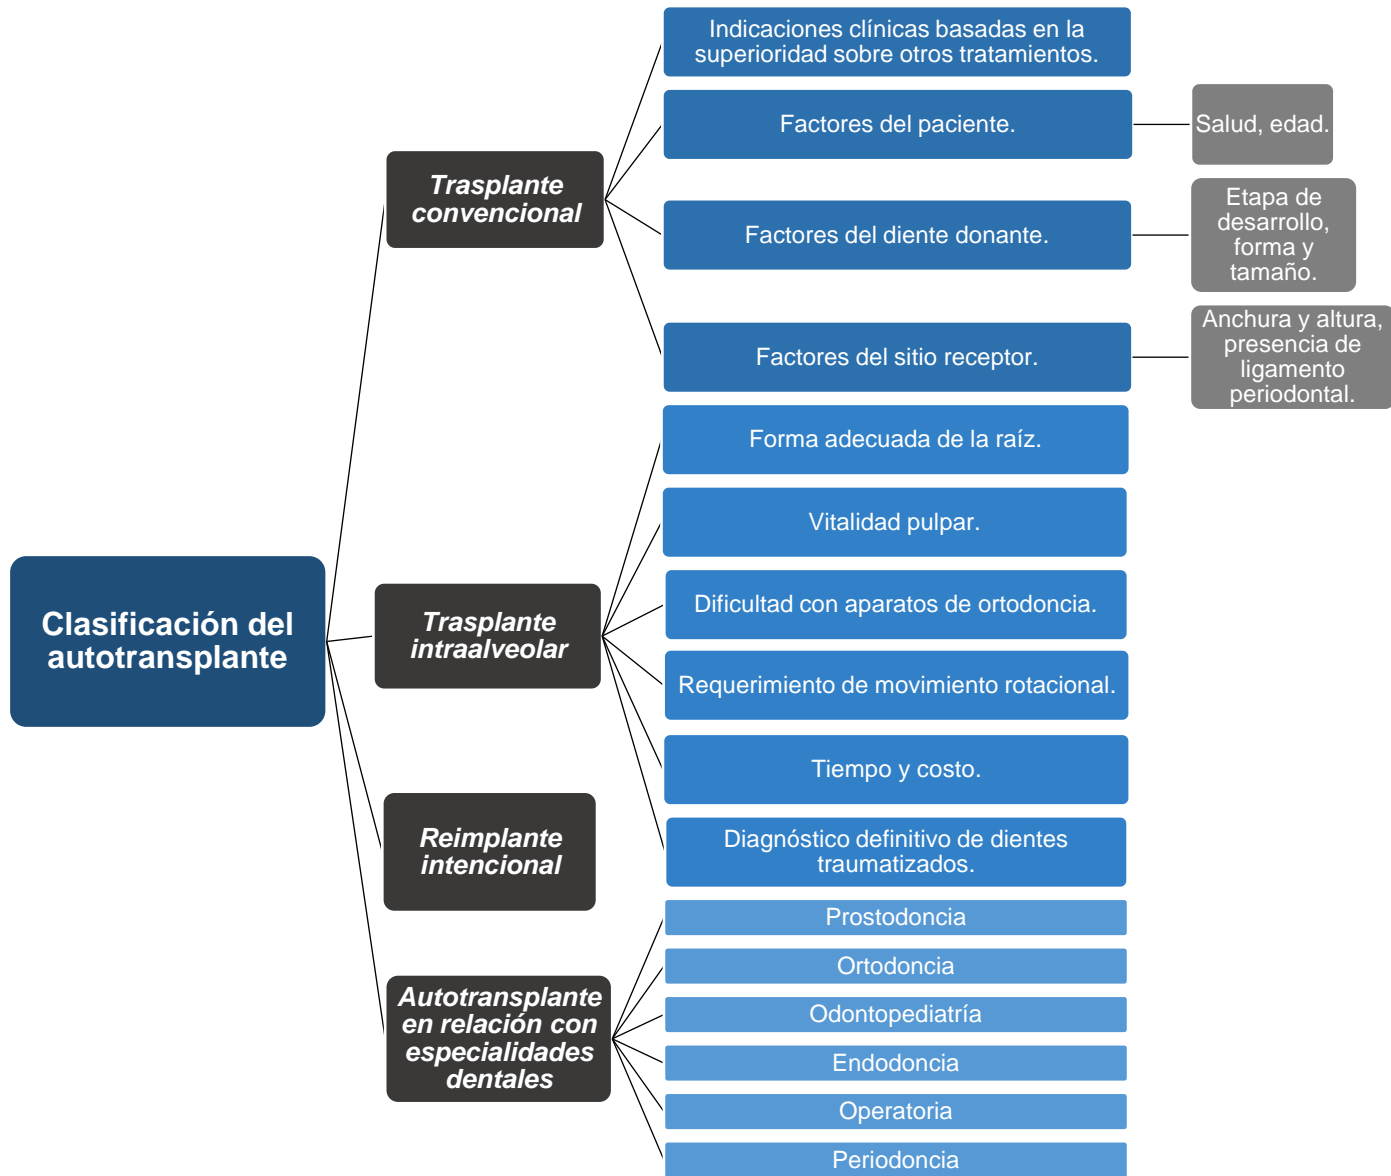 Clasificación del
autotransplante
Trasplante
convencional
Indicaciones clínicas basadas en la
superioridad sobre otros tratamientos.
Factores del paciente.
Salud, edad.
Factores del diente donante.
Etapa de
desarrollo,
forma y
tamaño.
Factores del sitio receptor.
Anchura y altura,
presencia de
ligamento
periodontal.
Trasplante
intraalveolar
Forma adecuada de la raíz.
Vitalidad pulpar.
Dificultad con aparatos de ortodoncia.
Requerimiento de movimiento rotacional.
Tiempo y costo.
Diagnóstico definitivo de dientes
traumatizados.
Reimplante
intencional
Autotransplante
en relación con
especialidades
dentales
Prostodoncia
Ortodoncia
Odontopediatría
Endodoncia
Operatoria
Periodoncia